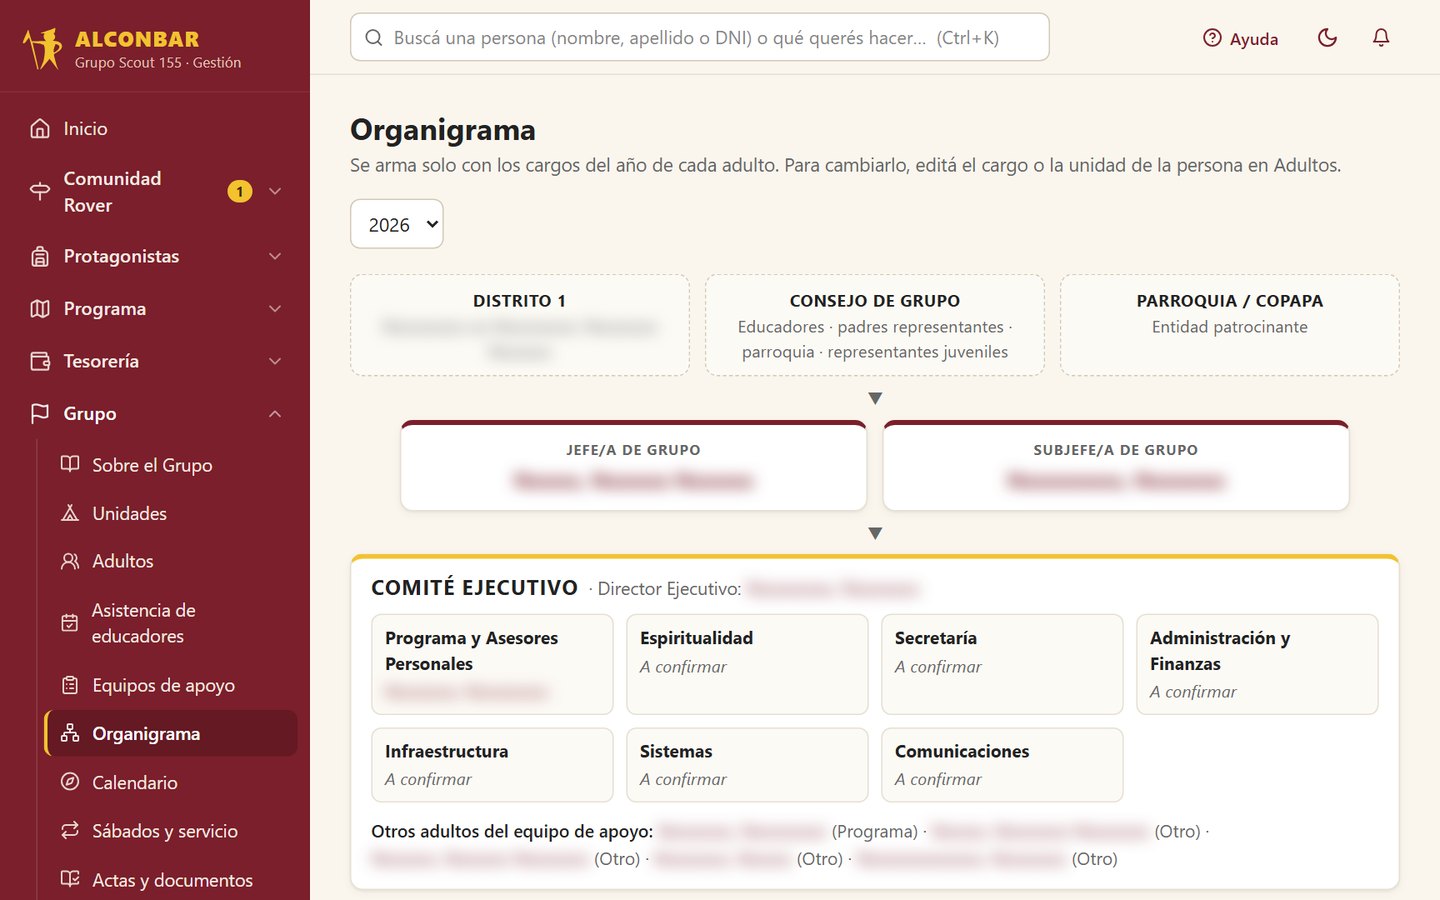 ALCONBAR
Grupo Scout 155 · Gestión
Inicio
Comunidad
Rover
1
Protagonistas
Programa
Tesorería
Grupo
Sobre el Grupo
Unidades
Adultos
Asistencia de
educadores
Equipos de apoyo
Organigrama
Calendario
Sábados y servicio
Actas y documentos
Buscá una persona (nombre, apellido o DNI) o qué querés hacer... (Ctrl+K)
Ayuda
Organigrama
Se arma solo con los cargos del año de cada adulto. Para cambiarlo, editá el cargo o la unidad de la persona en Adultos.
2026
DISTRITO 1
CONSEJO DE GRUPO
Educadores · padres representantes ·
parroquia · representantes juveniles
PARROQUIA / COPAPA
Entidad patrocinante
JEFE/A DE GRUPO
SUBJEFE/A DE GRUPO
COMITÉ EJECUTIVO · Director Ejecutivo:
Programa y Asesores
Personales
Espiritualidad
A confirmar
Secretaría
A confirmar
Administración y
Finanzas
A confirmar
Infraestructura
A confirmar
Sistemas
A confirmar
Comunicaciones
A confirmar
Otros adultos del equipo de apoyo: (Programa) · (Otro) ·
(Otro) · (Otro) · (Otro)